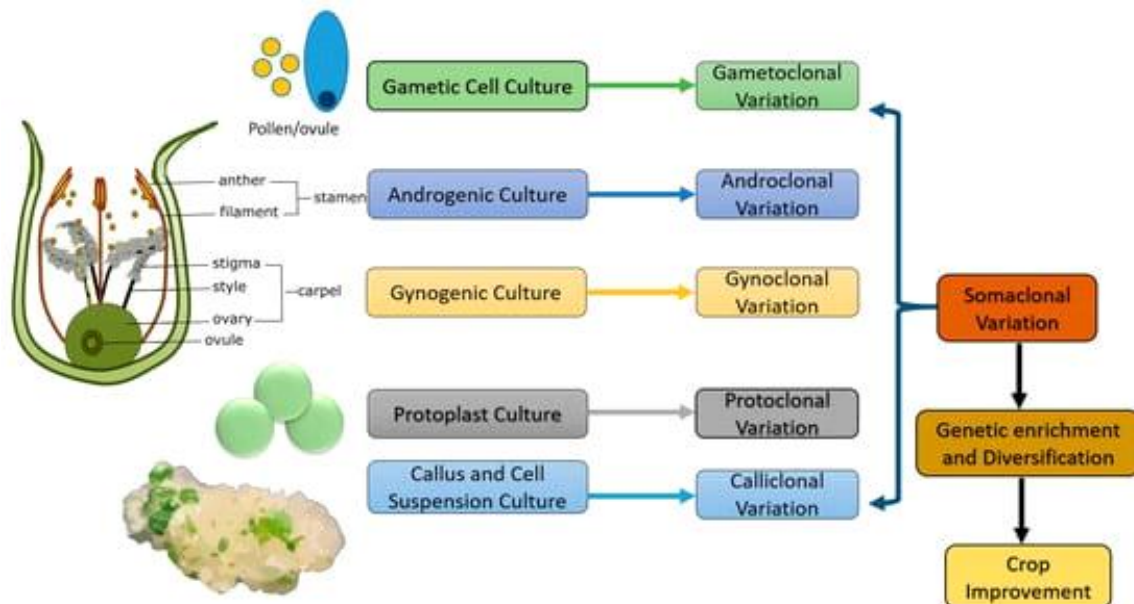 Pollen/ovule
anther
filament
stamen
stigma
style
carpel
ovary
ovule
Gametic Cell Culture
Gametoclonal
Variation
Androgenic Culture
Androclonal
Variation
Gynogenic Culture
Gynoclonal
Variation
Protoplast Culture
Protoclonal
Variation
Callus and Cell
Suspension Culture
Calliclonal
Variation
Somaclonal
Variation
Genetic enrichment
and Diversification
Crop
Improvement